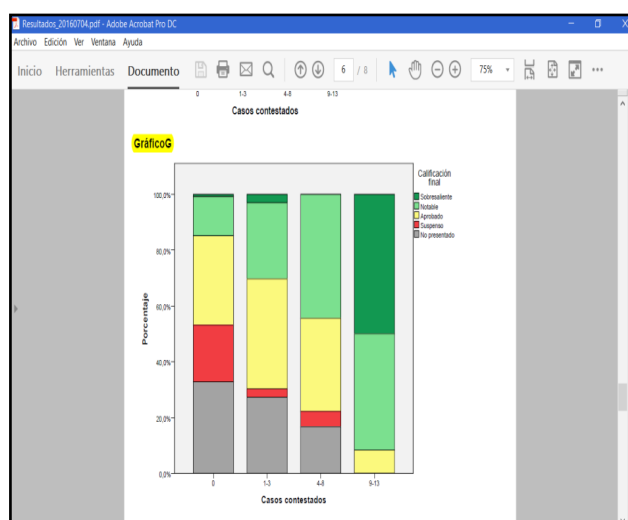 Resultados_20160704.pdf - Adobe Acrobat Pro DC
Archivo Edición Ver Ventana Ayuda
Inicio Herramientas Documento 6 / 8 75%
0 1-3 4-8 9-13
Casos contestados
GráficoG
Calificación
final
Sobresaliente
Notable
Aprobado
Suspenso
No presentado
100,0%
80,0%
60,0%
40,0%
20,0%
0,0%
Porcentaje
0 1-3 4-8 9-13
Casos contestados